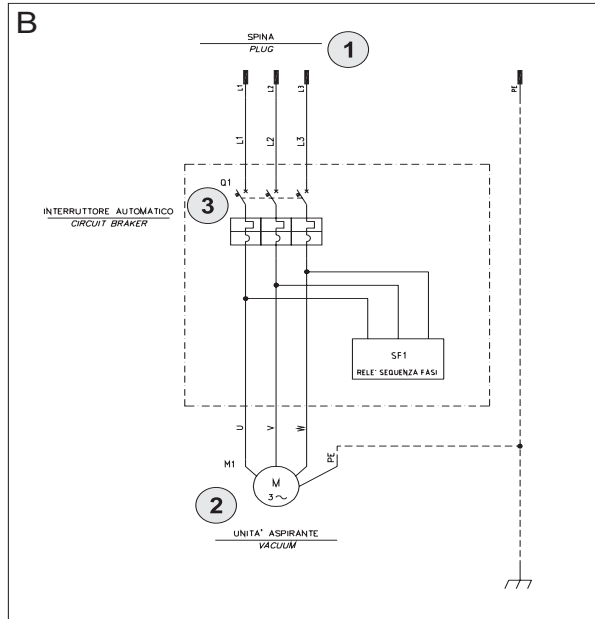 B
SPINA
PLUG
1
L1 L2 L3 PE
L1 L2 L3
Q1
3
INTERRUTTORE AUTOMATICO
CIRCUIT BRAKER
SF1
RELE' SEQUENZA FASI
U V W
PE
M1
M
3~
2
UNITA' ASPIRANTE
VACUUM